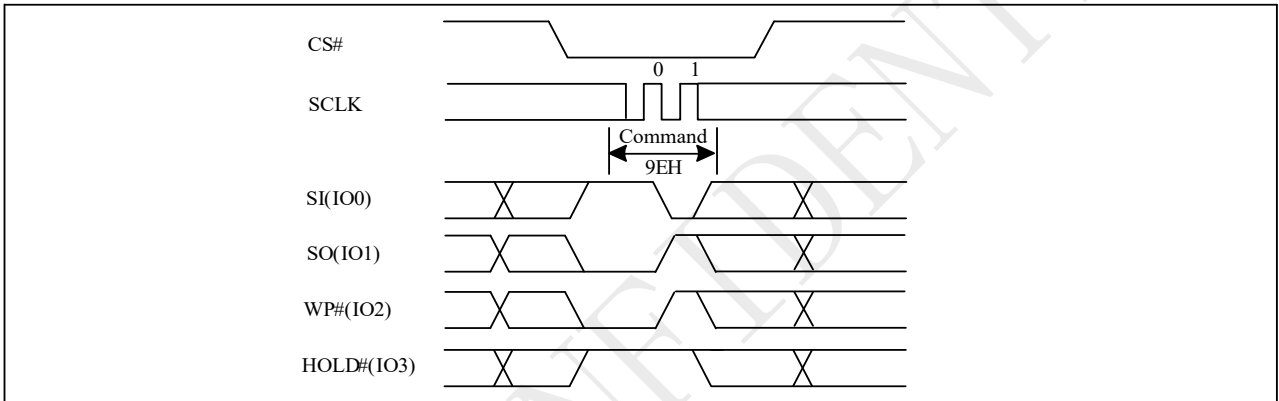 CS#
0 1
SCLK
Command
9EH
SI(IO0)
SO(IO1)
WP#(IO2)
HOLD#(IO3)